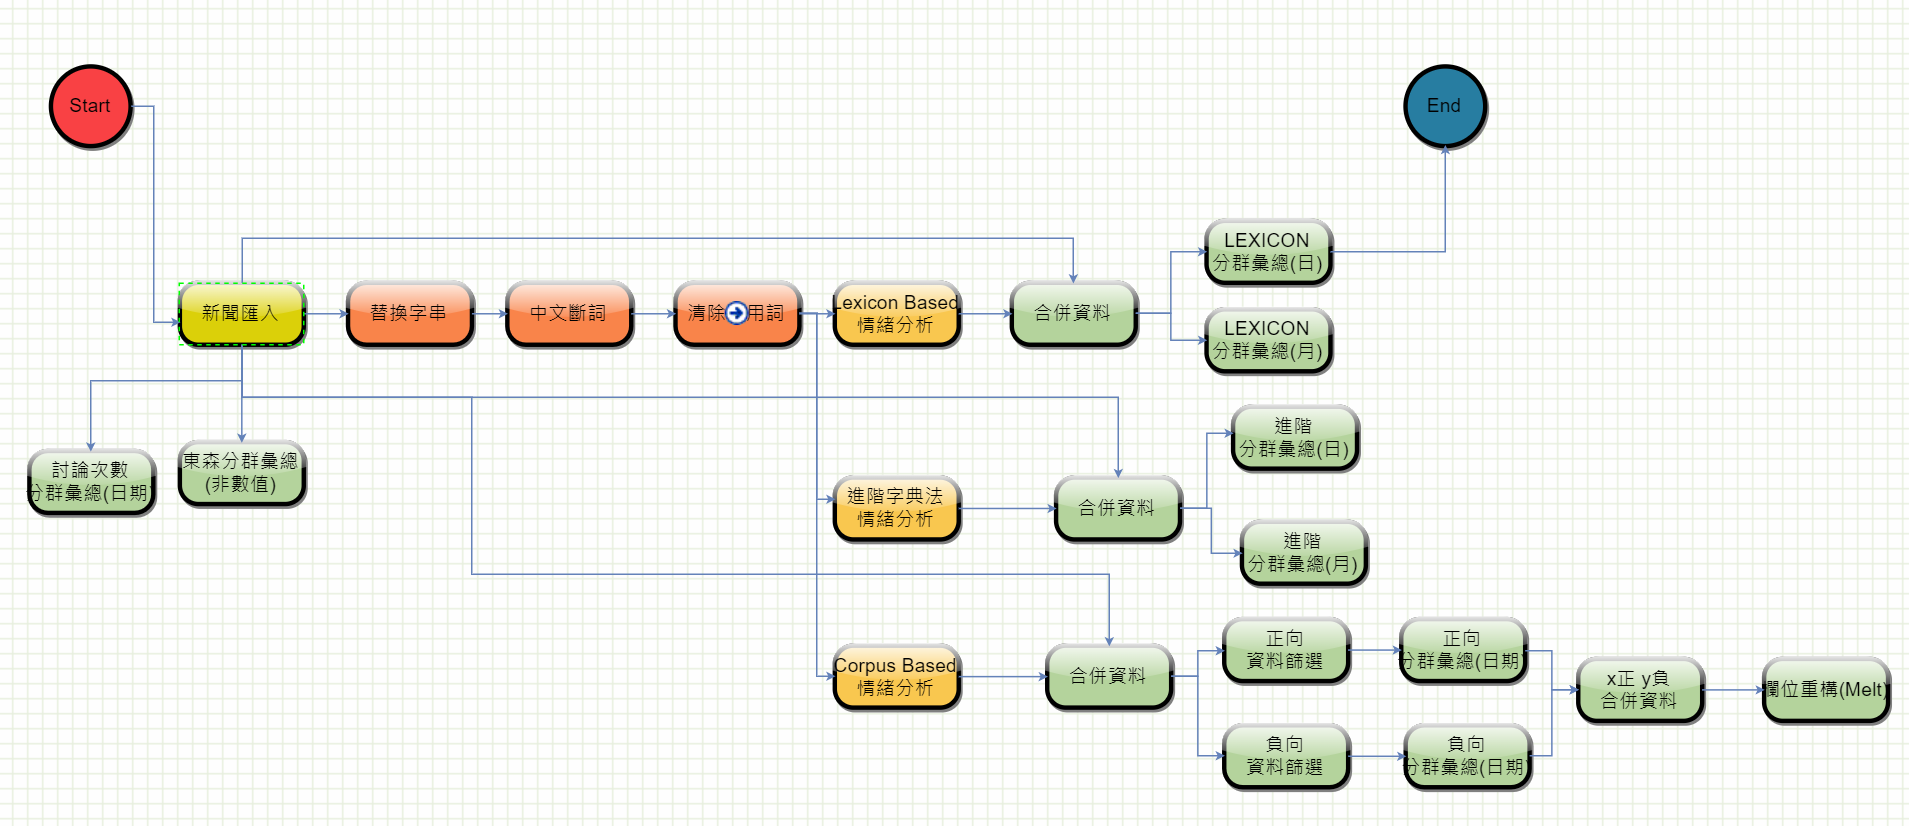 Start
End
LEXICON
分群彙總(日)
新聞匯入
替換字串
中文斷詞
清除
用詞
Lexicon Based
情緒分析
合併資料
LEXICON
分群彙總(月)
討論次數
分群彙總(日期
東森分群彙總
(非數值)
進階
分群彙總(日)
進階字典法
情緒分析
合併資料
進階
分群彙總(月)
Corpus Based
情緒分析
合併資料
正向
資料篩選
正向
分群彙總(日期
x正 y負
合併資料
欄位重構(Melt)
負向
資料篩選
負向
分群彙總(日期